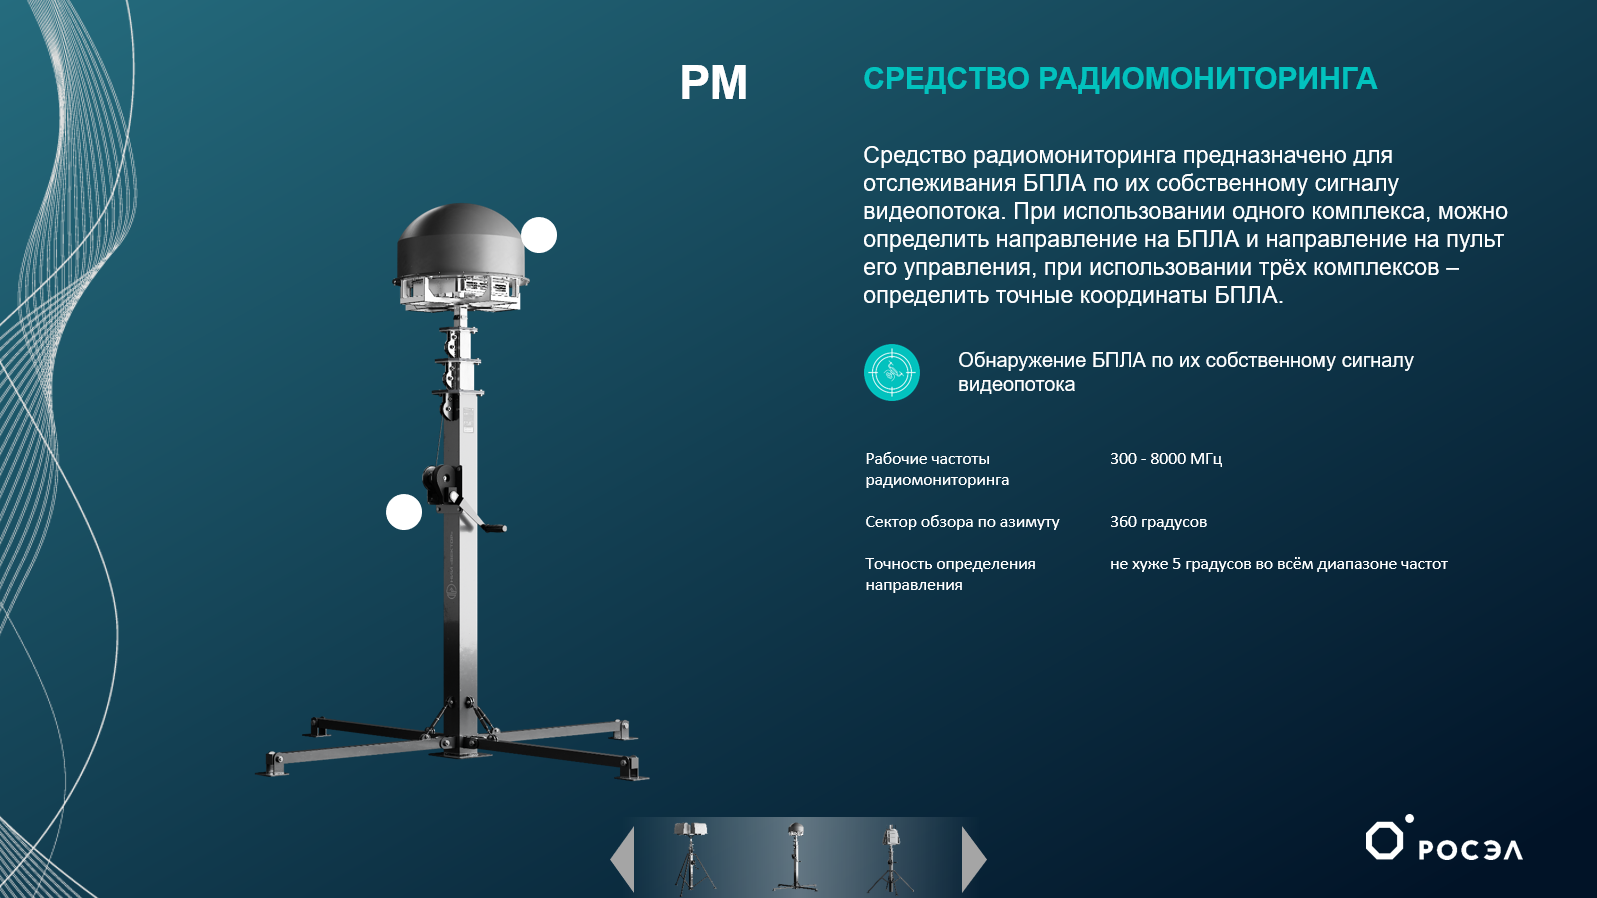 РМ
СРЕДСТВО РАДИОМОНИТОРИНГА
Средство радиомониторинга предназначено для
отслеживания БПЛА по их собственному сигналу
видеопотока. При использовании одного комплекса, можно
определить направление на БПЛА и направление на пульт
его управления, при использовании трёх комплексов –
определить точные координаты БПЛА.
Обнаружение БПЛА по их собственному сигналу
видеопотока
Рабочие частоты
радиомониторинга
300 - 8000 МГц
Сектор обзора по азимуту
360 градусов
Точность определения
направления
не хуже 5 градусов во всём диапазоне частот
РОСЭЛ